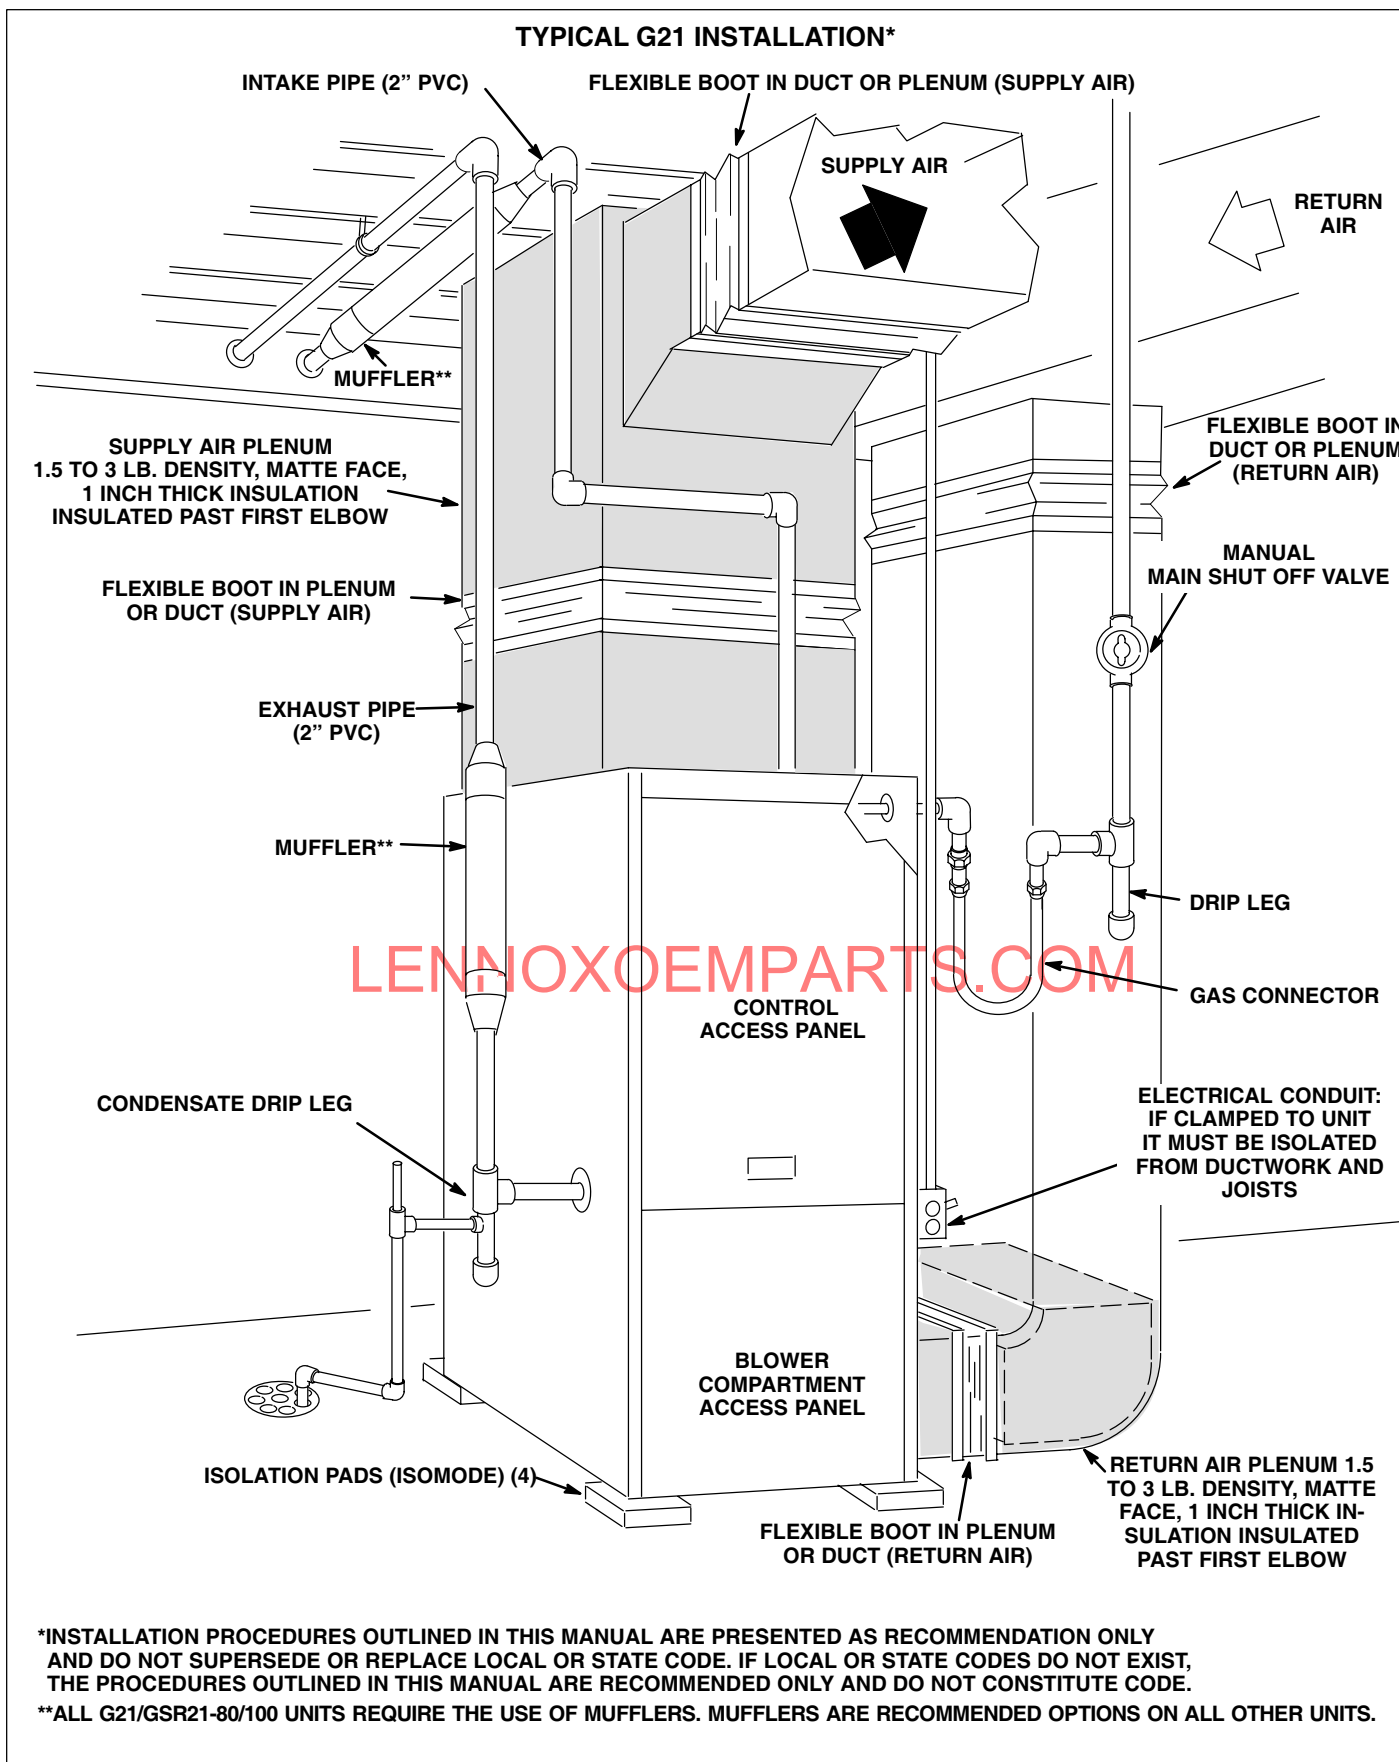 TYPICAL G21 INSTALLATION*
INTAKE PIPE (2” PVC)
FLEXIBLE BOOT IN DUCT OR PLENUM (SUPPLY AIR)
SUPPLY AIR
RETURN
AIR
MUFFLER**
SUPPLY AIR PLENUM
1.5 TO 3 LB. DENSITY, MATTE FACE,
1 INCH THICK INSULATION
INSULATED PAST FIRST ELBOW
FLEXIBLE BOOT IN
DUCT OR PLENUM
(RETURN AIR)
MANUAL
MAIN SHUT OFF VALVE
FLEXIBLE BOOT IN PLENUM
OR DUCT (SUPPLY AIR)
EXHAUST PIPE
(2” PVC)
MUFFLER**
DRIP LEG
LENNOXOEMPARTS.COM
GAS CONNECTOR
CONTROL
ACCESS PANEL
CONDENSATE DRIP LEG
ELECTRICAL CONDUIT:
IF CLAMPED TO UNIT
IT MUST BE ISOLATED
FROM DUCTWORK AND
JOISTS
BLOWER
COMPARTMENT
ACCESS PANEL
ISOLATION PADS (ISOMODE) (4)
FLEXIBLE BOOT IN PLENUM
OR DUCT (RETURN AIR)
RETURN AIR PLENUM 1.5
TO 3 LB. DENSITY, MATTE
FACE, 1 INCH THICK IN-
SULATION INSULATED
PAST FIRST ELBOW
*INSTALLATION PROCEDURES OUTLINED IN THIS MANUAL ARE PRESENTED AS RECOMMENDATION ONLY
AND DO NOT SUPERSEDE OR REPLACE LOCAL OR STATE CODE. IF LOCAL OR STATE CODES DO NOT EXIST,
THE PROCEDURES OUTLINED IN THIS MANUAL ARE RECOMMENDED ONLY AND DO NOT CONSTITUTE CODE.
**ALL G21/GSR21-80/100 UNITS REQUIRE THE USE OF MUFFLERS. MUFFLERS ARE RECOMMENDED OPTIONS ON ALL OTHER UNITS.